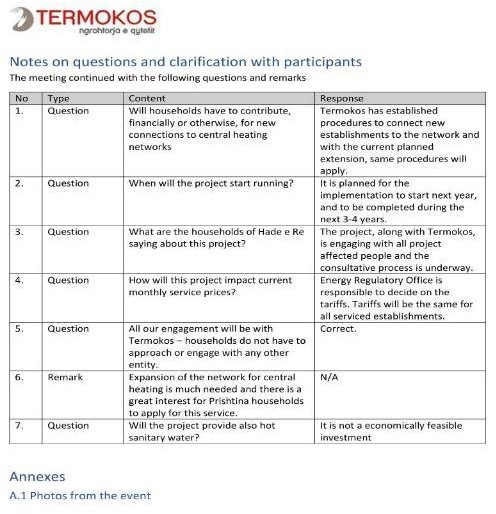 TERMOKOS
ngrohtorja e qytetit
Notes on questions and clarification with participants
The meeting continued with the following questions and remarks
No Type Content Response
1. Question Will households have to contribute, Termokos has established
financially or otherwise, for new procedures to connect new
connections to central heating establishments to the network and
networks with the current planned
extension, same procedures will
apply.
2. Question When will the project start running? It is planned for the
implementation to start next year,
and to be completed during the
next 3-4 years.
3. Question What are the households of Hade e Re The project, along with Termokos,
saying about this project? is engaging with all project
affected people and the
consultative process is underway.
4. Question How will this project impact current Energy Regulatory Office is
monthly service prices? responsible to decide on the
tariffs. Tariffs will be the same for
all serviced establishments.
5. Question All our engagement will be with Correct.
Termokos – households do not have to
approach or engage with any other
entity.
6. Remark Expansion of the network for central N/A
heating is much needed and there is a
great interest for Prishtina households
to apply for this service.
7. Question Will the project provide also hot It is not a economically feasible
sanitary water? investment
Annexes
A.1 Photos from the event